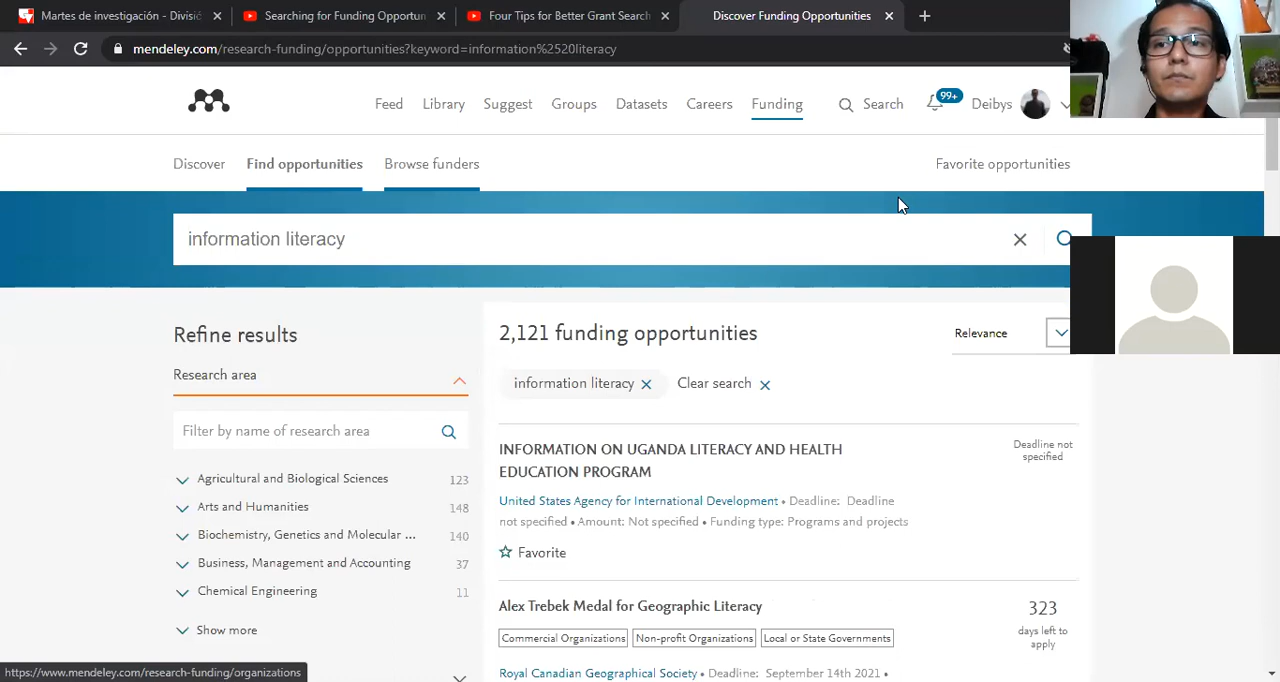 Martes de investigación - Divisió
Searching for Funding Opportun
Four Tips for Better Grant Search
Discover Funding Opportunities
mendeley.com/research-funding/opportunities?keyword=information%2520literacy
Feed Library Suggest Groups Datasets Careers Funding Search 99+ Deibys
Discover Find opportunities Browse funders Favorite opportunities
information literacy
Refine results
Research area
Filter by name of research area
Agricultural and Biological Sciences 123
Arts and Humanities 148
Biochemistry, Genetics and Molecular ... 140
Business, Management and Accounting 37
Chemical Engineering 11
Show more
2,121 funding opportunities
Relevance
information literacy Clear search
INFORMATION ON UGANDA LITERACY AND HEALTH
EDUCATION PROGRAM
Deadline not
specified
United States Agency for International Development • Deadline: Deadline
not specified • Amount: Not specified • Funding type: Programs and projects
Favorite
Alex Trebek Medal for Geographic Literacy
323
days left to
apply
Commercial Organizations Non-profit Organizations Local or State Governments
Royal Canadian Geographical Society • Deadline: September 14th 2021 •
https://www.mendeley.com/research-funding/organizations